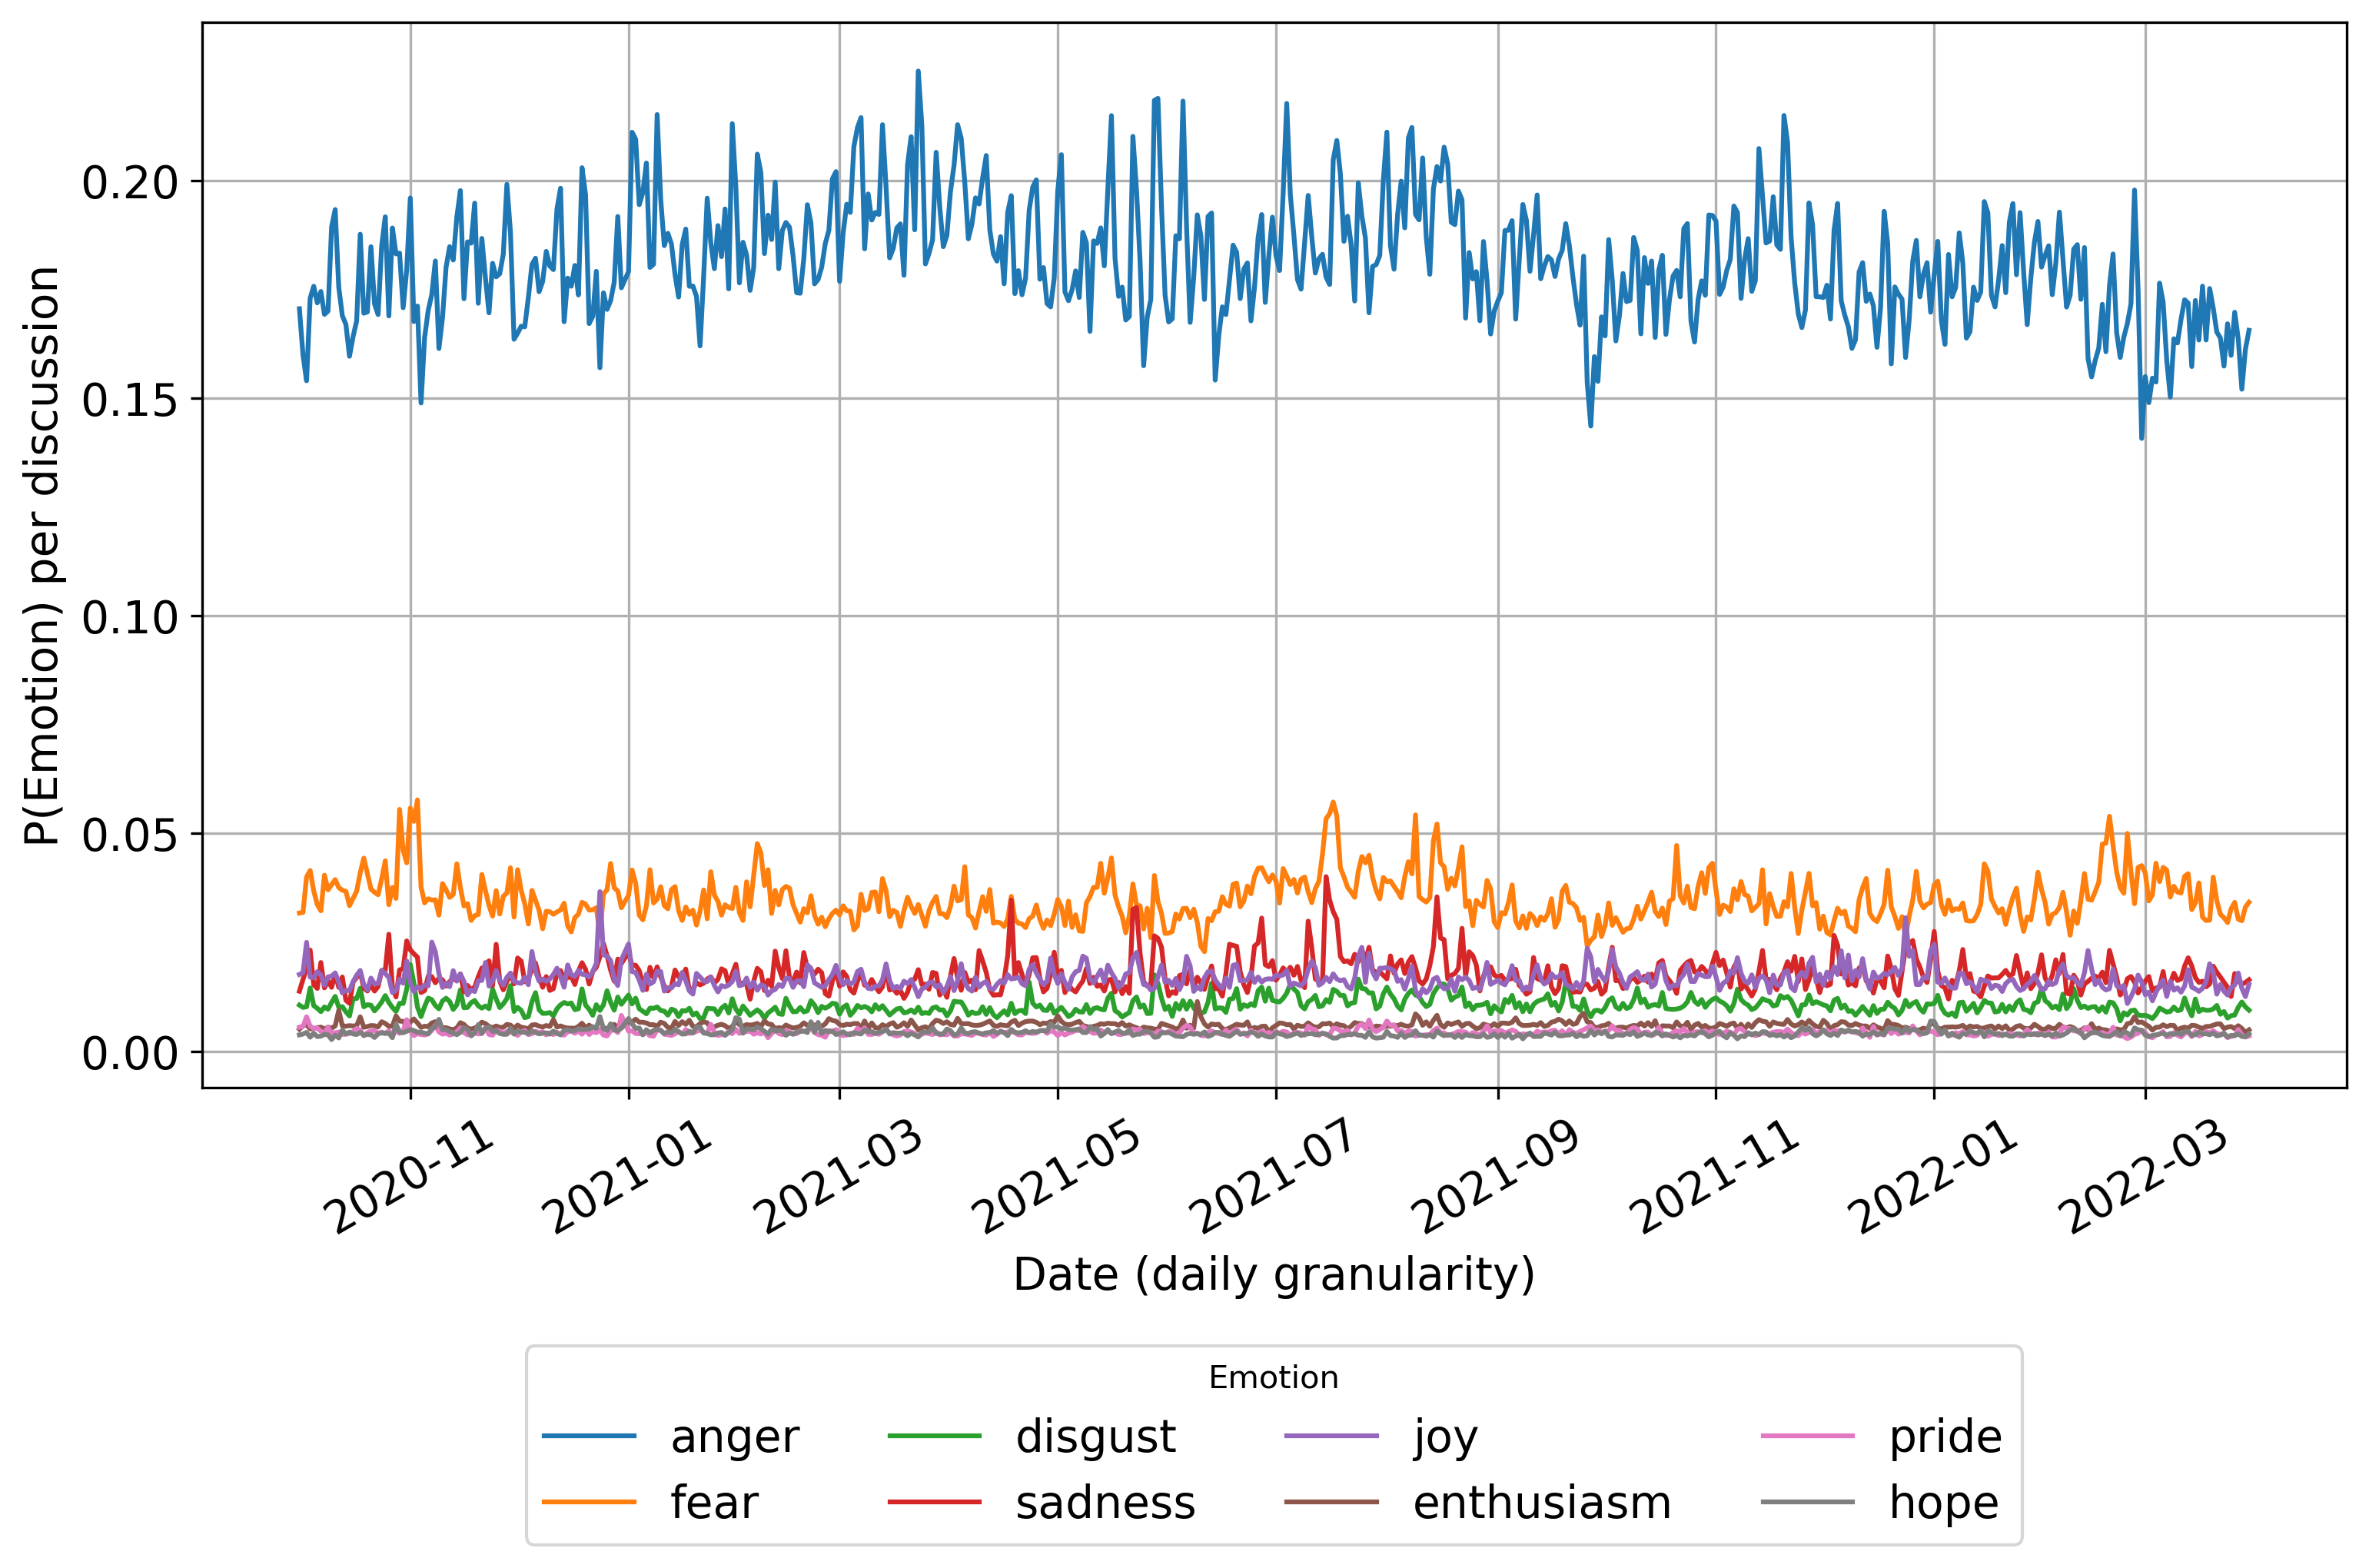 P(Emotion) per discussion
0.20
0.15
0.10
0.05
0.00
2020-11
2021-01
2021-03
2021-05
2021-07
2021-09
2021-11
2022-01
2022-03
Date (daily granularity)
Emotion
anger disgust joy pride
fear sadness enthusiasm hope